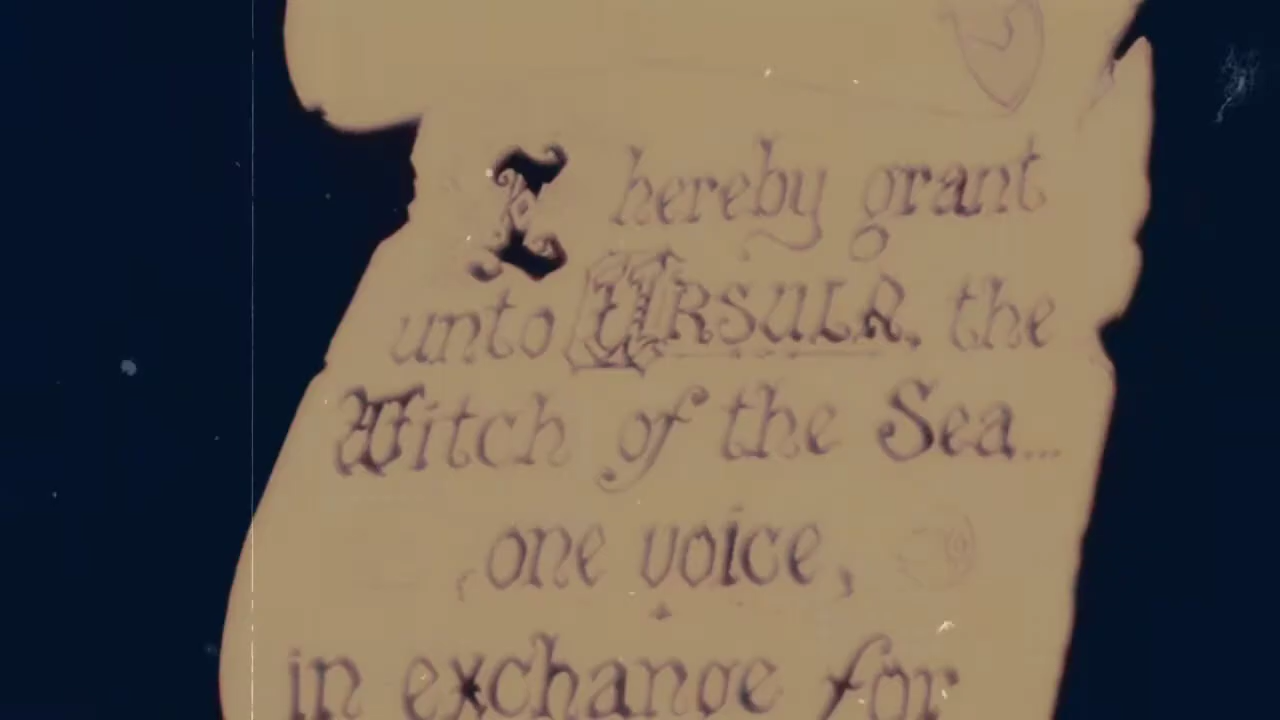 I hereby grant
unto URSULA, the
Witch of the Sea...
one voice,
in exchange for